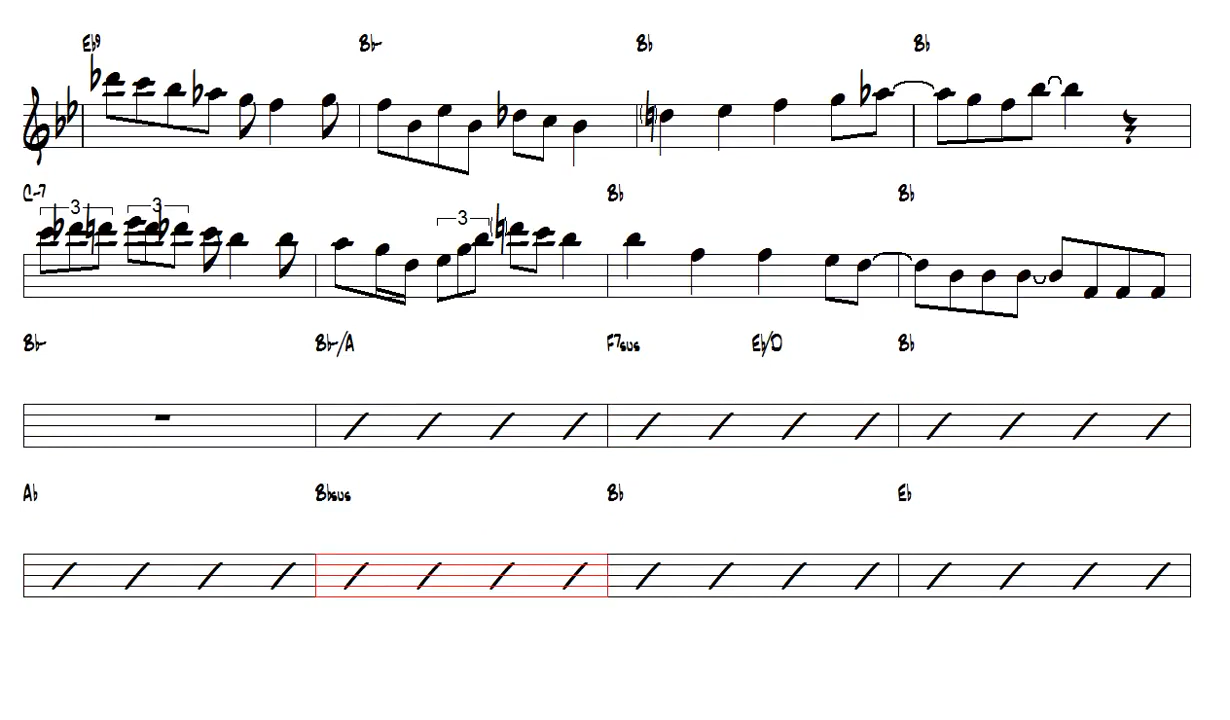 Eb9 Bb- Bb Bb
C-7 Bb Bb
3 3 3
Bb- Bb-/A F7sus Eb/D Bb
Ab Bbsus Bb Eb